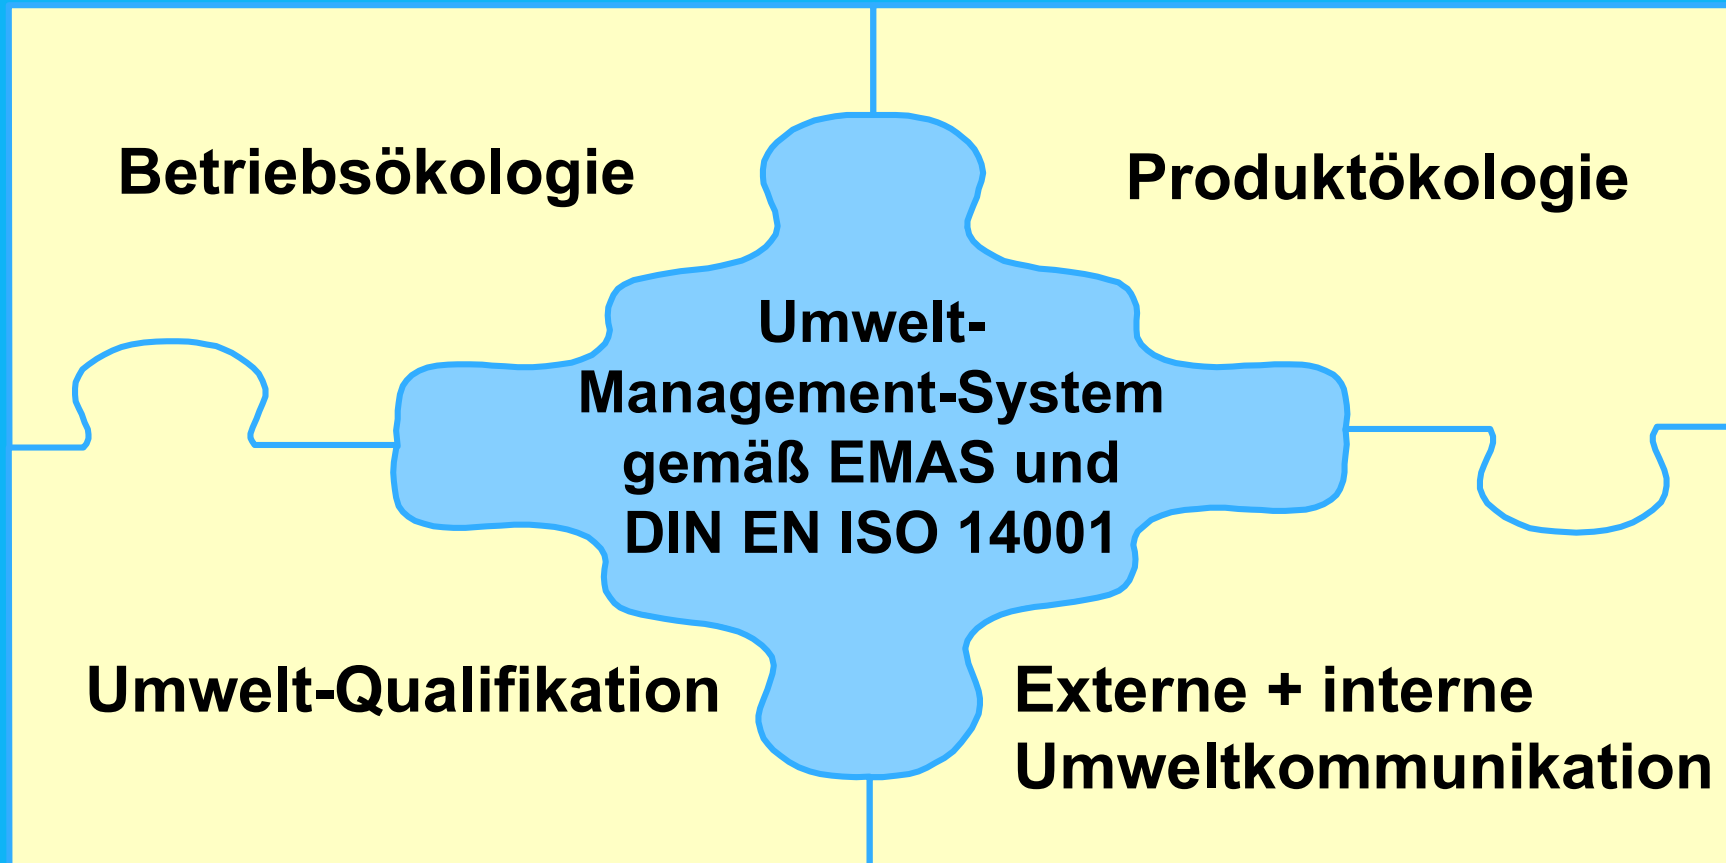 Betriebsökologie
Produktökologie
Umwelt-
Management-System
gemäß EMAS und
DIN EN ISO 14001
Umwelt-Qualifikation
Externe + interne
Umweltkommunikation